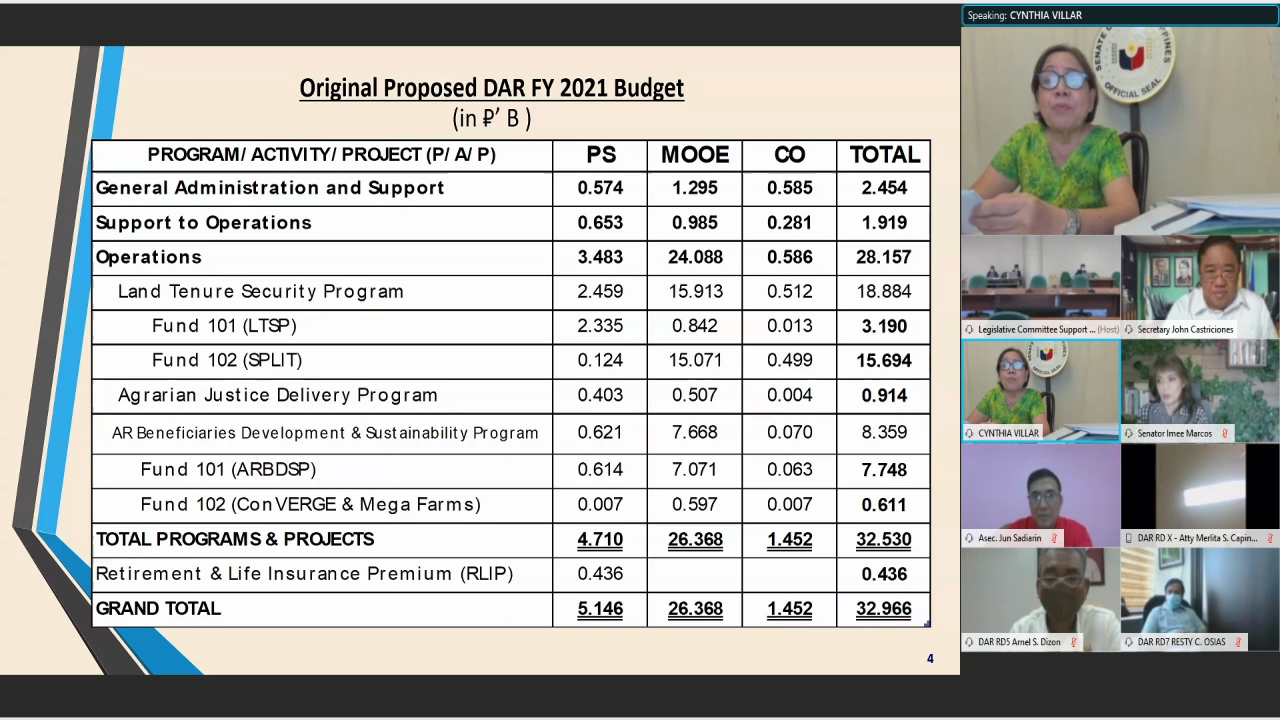 Speaking: CYNTHIA VILLAR
SENATE OF
PPINES
OFFICIAL SEAL
Original Proposed DAR FY 2021 Budget
(in ₱' B )
PROGRAM/ ACTIVITY/ PROJECT (P/ A/ P) PS MOOE CO TOTAL
General Administration and Support 0.574 1.295 0.585 2.454
Support to Operations 0.653 0.985 0.281 1.919
Operations 3.483 24.088 0.586 28.157
Land Tenure Security Program 2.459 15.913 0.512 18.884
Fund 101 (LTSP) 2.335 0.842 0.013 3.190
Fund 102 (SPLIT) 0.124 15.071 0.499 15.694
Agrarian Justice Delivery Program 0.403 0.507 0.004 0.914
AR Beneficiaries Development & Sustainability Program 0.621 7.668 0.070 8.359
Fund 101 (ARBDSP) 0.614 7.071 0.063 7.748
Fund 102 (ConVERGE & Mega Farms) 0.007 0.597 0.007 0.611
TOTAL PROGRAMS & PROJECTS 4.710 26.368 1.452 32.530
Retirement & Life Insurance Premium (RLIP) 0.436 0.436
GRAND TOTAL 5.146 26.368 1.452 32.966
4
Legislative Committee Support ... (Host)
Secretary John Castriciones
CYNTHIA VILLAR
Senator Imee Marcos
Asec. Jun Sadiarin
DAR RD X - Atty Merlita S. Capin...
DAR RD5 Arnel S. Dizon
DAR RD7 RESTY C. OSIAS